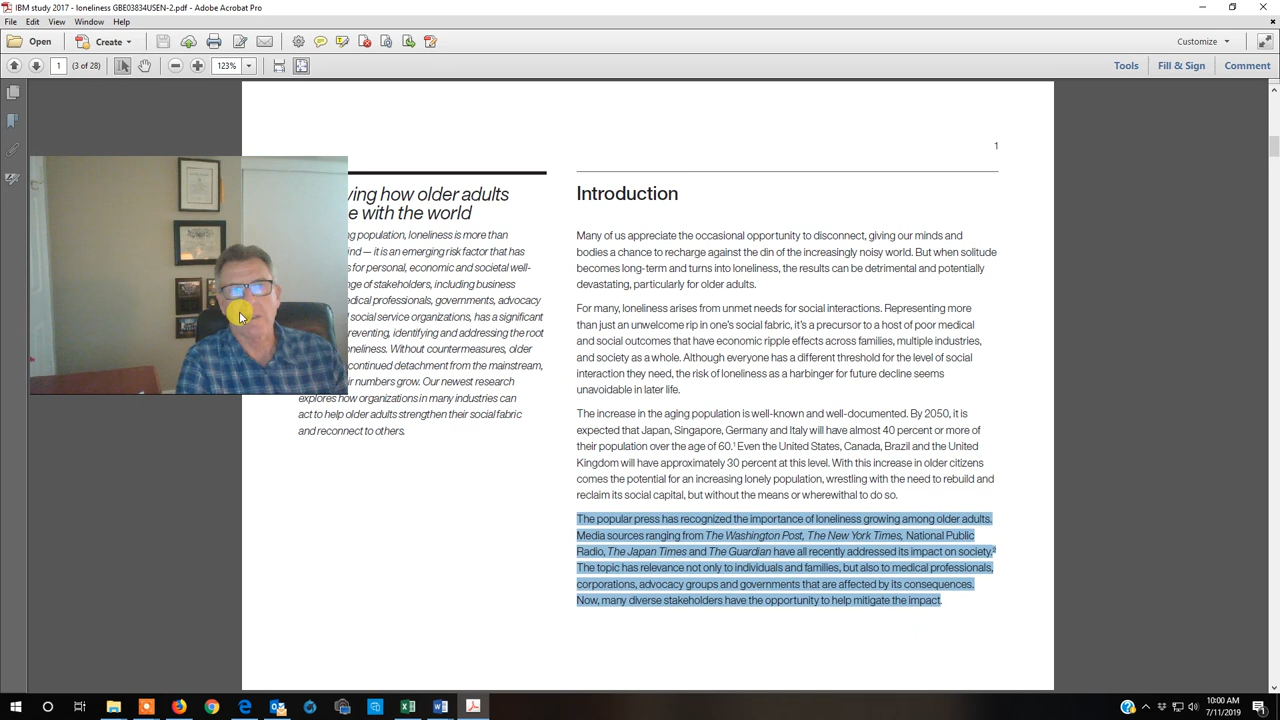 IBM study 2017 - loneliness GBE03834USEN-2.pdf - Adobe Acrobat Pro
File Edit View Window Help
Open Create Customize
1 (3 of 28) 123% Tools Fill & Sign Comment
1
ving how older adults
e with the world
ng population, loneliness is more than
ind — it is an emerging risk factor that has
s for personal, economic and societal well-
nge of stakeholders, including business
edical professionals, governments, advocacy
social service organizations, has a significant
reventing, identifying and addressing the root
oneliness. Without countermeasures, older
continued detachment from the mainstream,
ir numbers grow. Our newest research
explores how organizations in many industries can
act to help older adults strengthen their social fabric
and reconnect to others.
Introduction
Many of us appreciate the occasional opportunity to disconnect, giving our minds and
bodies a chance to recharge against the din of the increasingly noisy world. But when solitude
becomes long-term and turns into loneliness, the results can be detrimental and potentially
devastating, particularly for older adults.
For many, loneliness arises from unmet needs for social interactions. Representing more
than just an unwelcome rip in one's social fabric, it's a precursor to a host of poor medical
and social outcomes that have economic ripple effects across families, multiple industries,
and society as a whole. Although everyone has a different threshold for the level of social
interaction they need, the risk of loneliness as a harbinger for future decline seems
unavoidable in later life.
The increase in the aging population is well-known and well-documented. By 2050, it is
expected that Japan, Singapore, Germany and Italy will have almost 40 percent or more of
their population over the age of 60.¹ Even the United States, Canada, Brazil and the United
Kingdom will have approximately 30 percent at this level. With this increase in older citizens
comes the potential for an increasing lonely population, wrestling with the need to rebuild and
reclaim its social capital, but without the means or wherewithal to do so.
The popular press has recognized the importance of loneliness growing among older adults.
Media sources ranging from The Washington Post, The New York Times, National Public
Radio, The Japan Times and The Guardian have all recently addressed its impact on society.²
The topic has relevance not only to individuals and families, but also to medical professionals,
corporations, advocacy groups and governments that are affected by its consequences.
Now, many diverse stakeholders have the opportunity to help mitigate the impact.
10:00 AM
7/11/2019